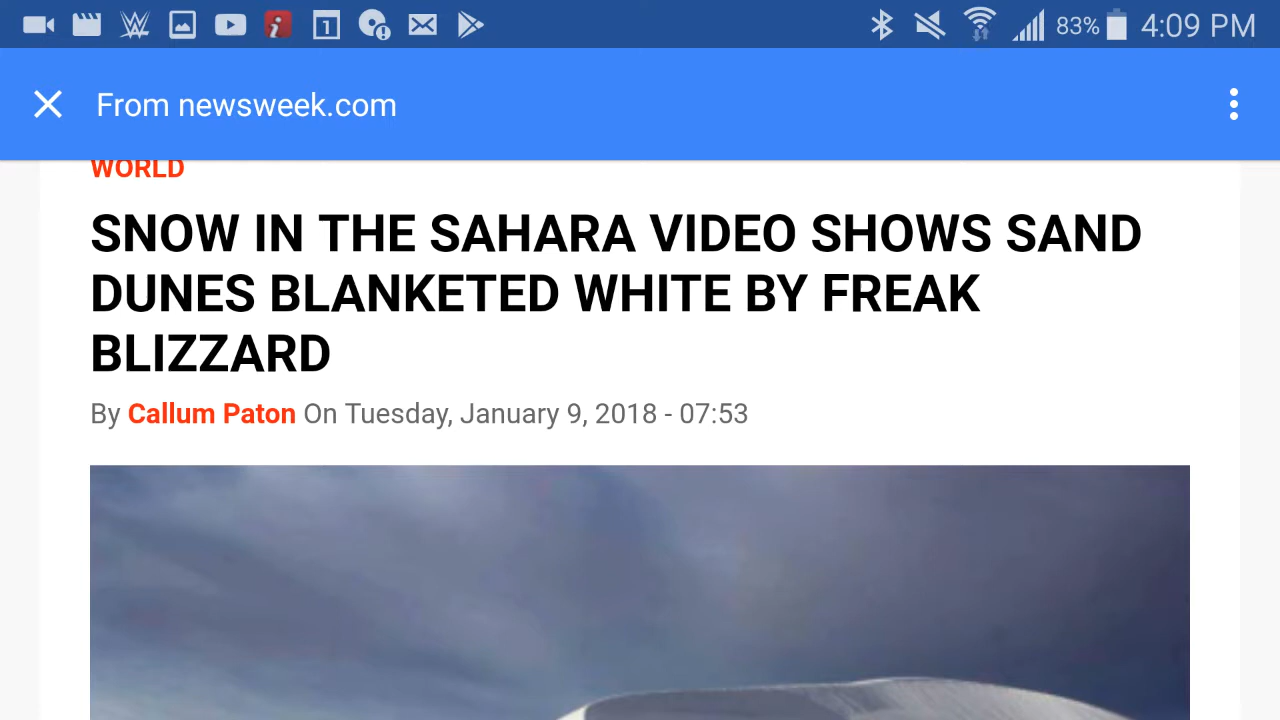 83% 4:09 PM
From newsweek.com
WORLD
SNOW IN THE SAHARA VIDEO SHOWS SAND
DUNES BLANKETED WHITE BY FREAK
BLIZZARD
By Callum Paton On Tuesday, January 9, 2018 - 07:53